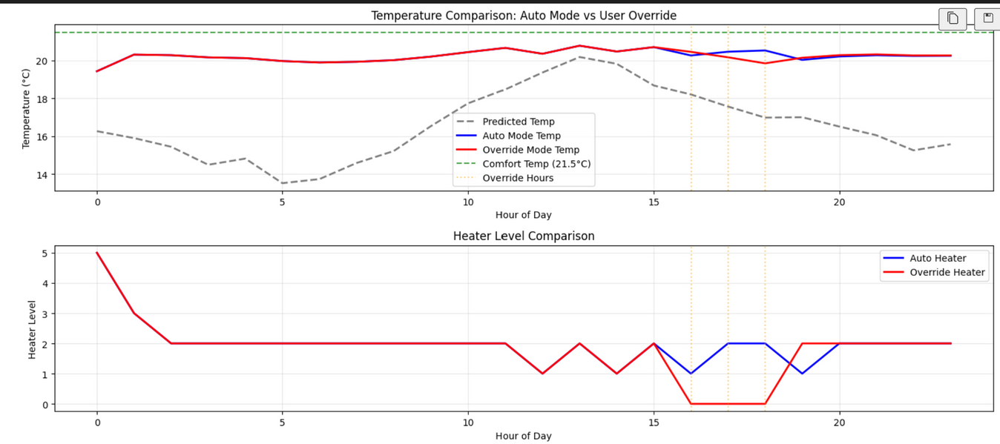 Temperature Comparison: Auto Mode vs User Override
Temperature (°C)
20
18
16
14
Predicted Temp
Auto Mode Temp
Override Mode Temp
Comfort Temp (21.5°C)
Override Hours
0 5 10 15 20
Hour of Day
Heater Level Comparison
Heater Level
5
4
3
2
1
0
Auto Heater
Override Heater
0 5 10 15 20
Hour of Day